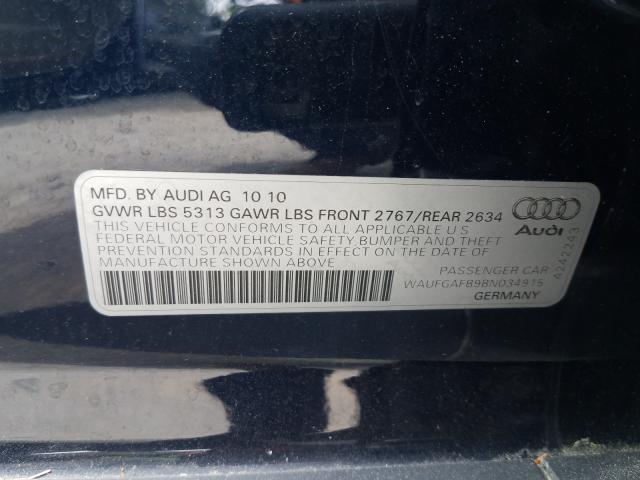 MFD. BY AUDI AG 10 10
GVWR LBS 5313 GAWR LBS FRONT 2767/REAR 2634
THIS VEHICLE CONFORMS TO ALL APPLICABLE U.S
FEDERAL MOTOR VEHICLE SAFETY, BUMPER AND THEFT
PREVENTION STANDARDS IN EFFECT ON THE DATE OF
MANUFACTURE SHOWN ABOVE
PASSENGER CAR
WAUFGAFB9BN034915
GERMANY
Audi
4242243